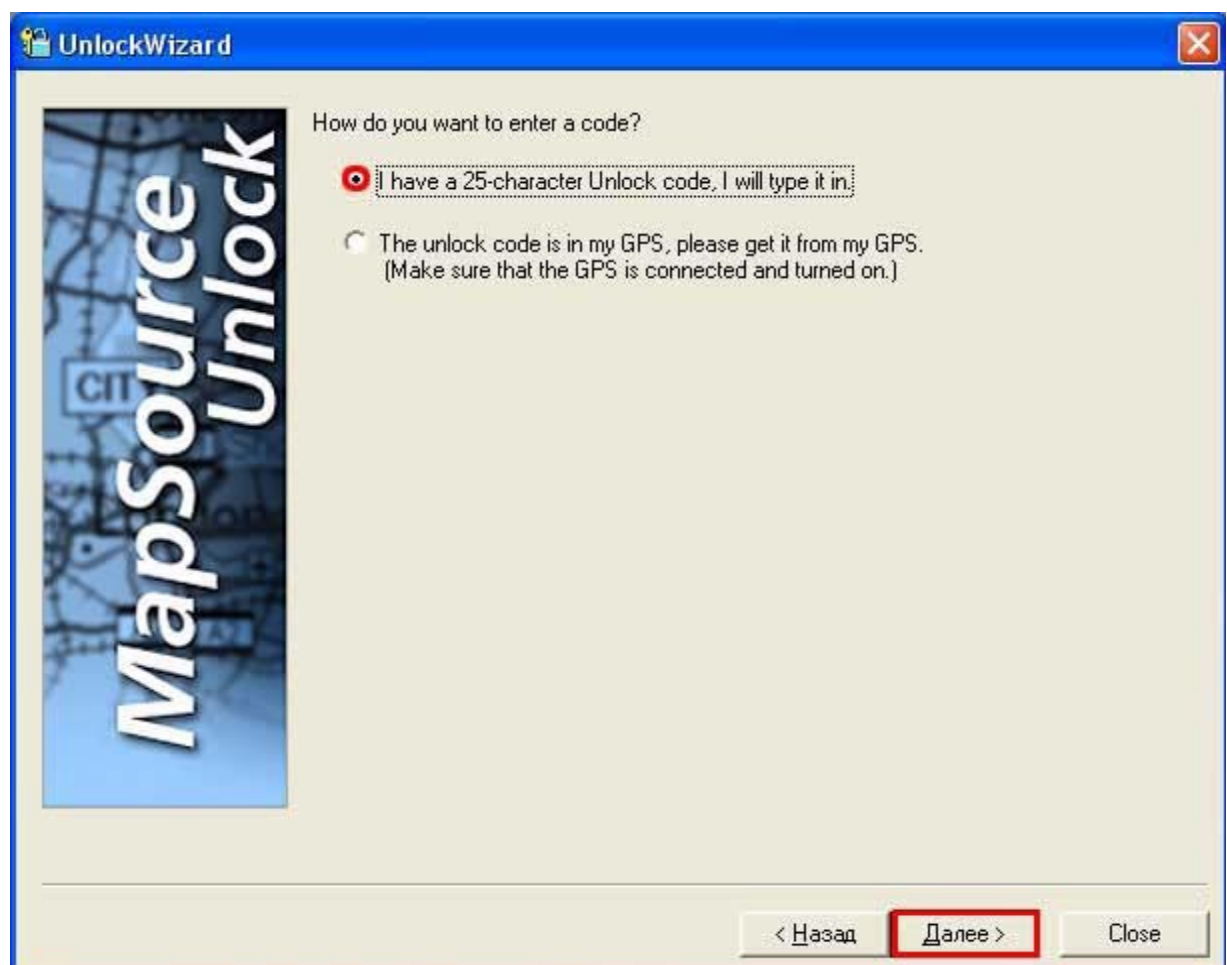 UnlockWizard
MapSource
Unlock
CITY
How do you want to enter a code?
I have a 25-character Unlock code, I will type it in.
The unlock code is in my GPS, please get it from my GPS.
(Make sure that the GPS is connected and turned on.)
< Назад
Далее >
Close